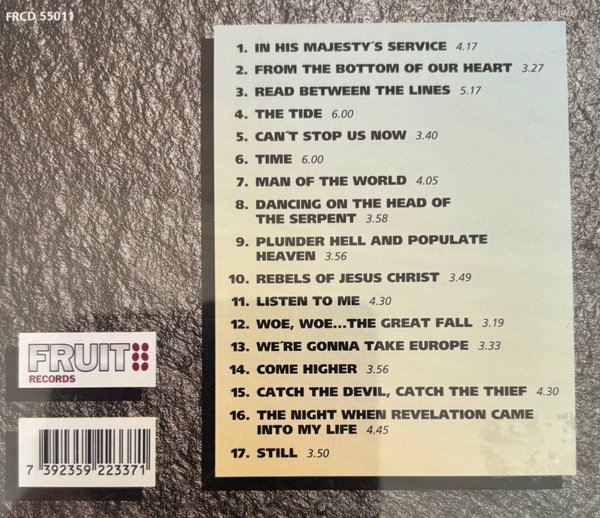 FRCD 55011
1. IN HIS MAJESTY´S SERVICE 4.17
2. FROM THE BOTTOM OF OUR HEART 3.27
3. READ BETWEEN THE LINES 5.17
4. THE TIDE 6.00
5. CAN´T STOP US NOW 3.40
6. TIME 6.00
7. MAN OF THE WORLD 4.05
8. DANCING ON THE HEAD OF
THE SERPENT 3.58
9. PLUNDER HELL AND POPULATE
HEAVEN 3.56
10. REBELS OF JESUS CHRIST 3.49
11. LISTEN TO ME 4.30
12. WOE, WOE...THE GREAT FALL 3.19
13. WE´RE GONNA TAKE EUROPE 3.33
14. COME HIGHER 3.56
15. CATCH THE DEVIL, CATCH THE THIEF 4.30
16. THE NIGHT WHEN REVELATION CAME
INTO MY LIFE 4.45
17. STILL 3.50
FRUIT
RECORDS
7 392359 223371